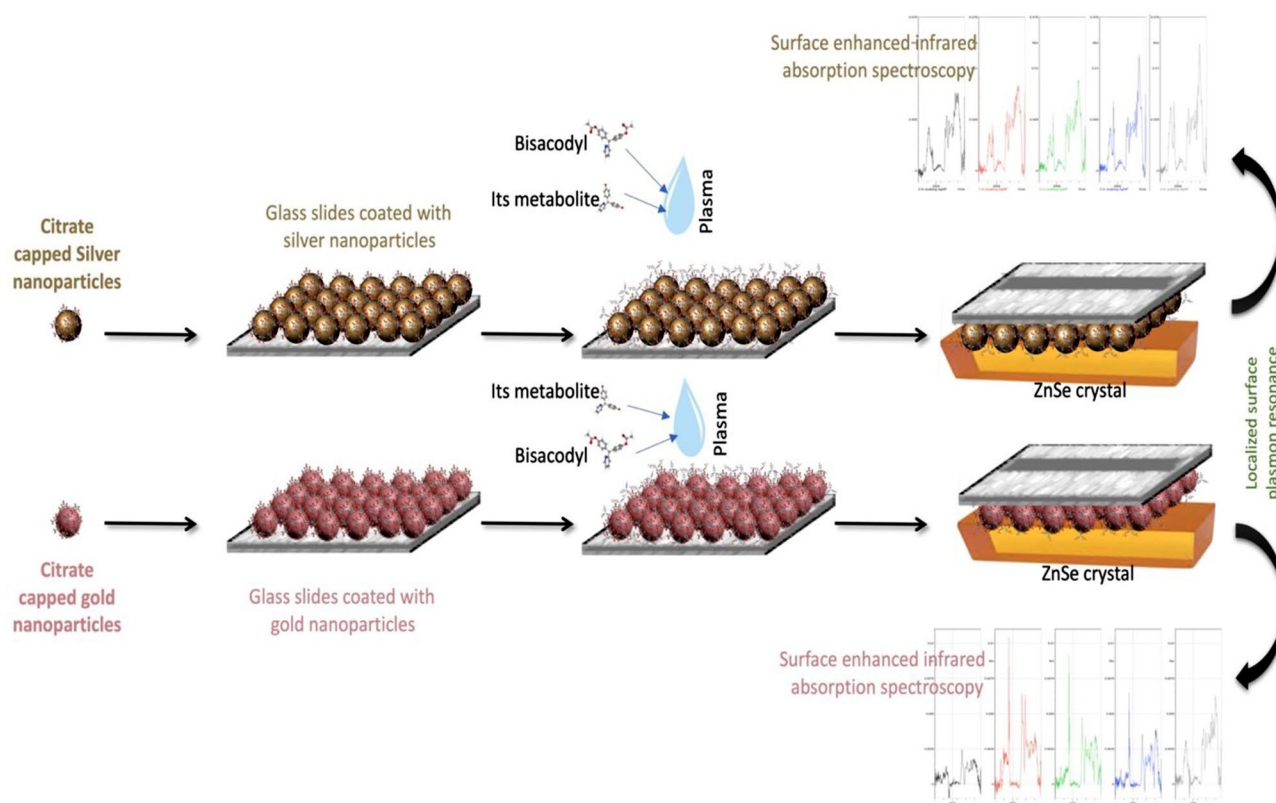 Surface enhanced infrared
absorption spectroscopy
Bisacodyl
Its metabolite
Plasma
Citrate
capped Silver
nanoparticles
Glass slides coated with
silver nanoparticles
ZnSe crystal
Its metabolite
Bisacodyl
Plasma
Localized surface
plasmon resonance
Citrate
capped gold
nanoparticles
Glass slides coated with
gold nanoparticles
ZnSe crystal
Surface enhanced infrared
absorption spectroscopy